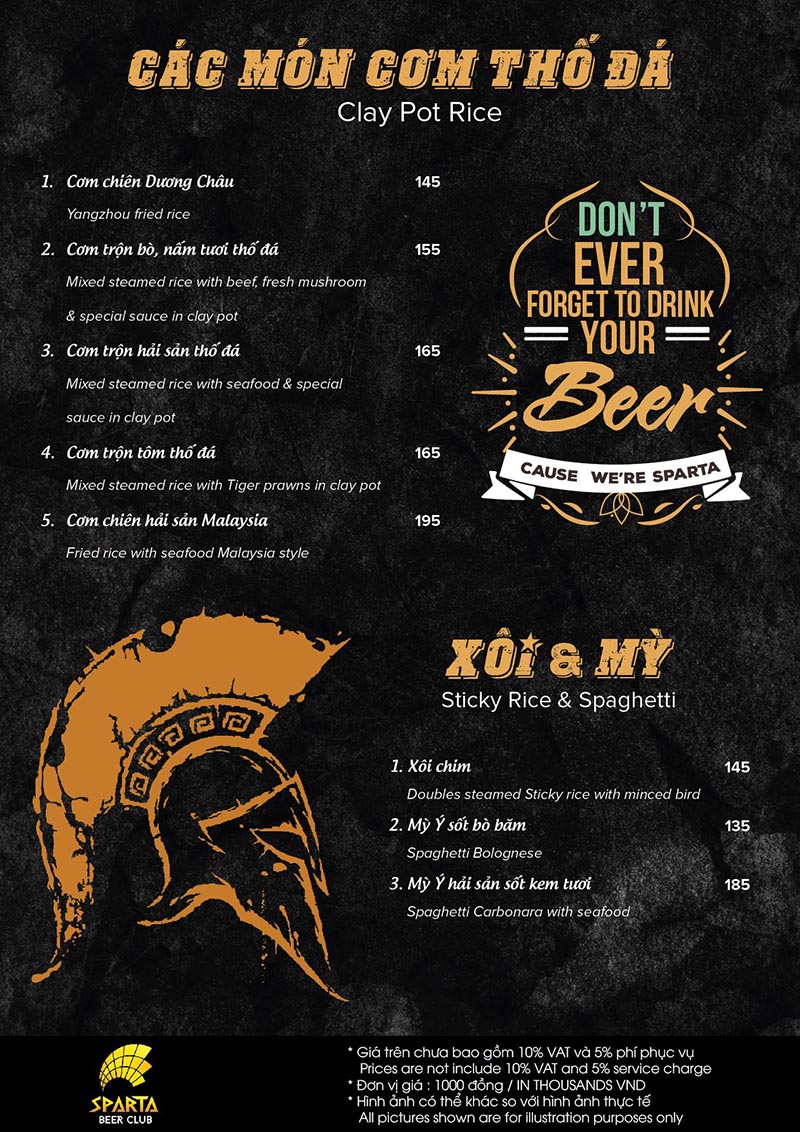 CÁC MÓN CƠM THỐ ĐÁ
Clay Pot Rice
1. Cơm chiên Dương Châu 145
Yangzhou fried rice
2. Cơm trộn bò, nấm tươi thố đá 155
Mixed steamed rice with beef, fresh mushroom
& special sauce in clay pot
3. Cơm trộn hải sản thố đá 165
Mixed steamed rice with seafood & special
sauce in clay pot
4. Cơm trộn tôm thố đá 165
Mixed steamed rice with Tiger prawns in clay pot
5. Cơm chiên hải sản Malaysia 195
Fried rice with seafood Malaysia style
DON'T
EVER
FORGET TO DRINK
YOUR
Beer
CAUSE WE'RE SPARTA
XÔI & MỲ
Sticky Rice & Spaghetti
1. Xôi chim 145
Doubles steamed Sticky rice with minced bird
2. Mỳ Ý sốt bò băm 135
Spaghetti Bolognese
3. Mỳ Ý hải sản sốt kem tươi 185
Spaghetti Carbonara with seafood
SPARTA
BEER CLUB
* Giá trên chưa bao gồm 10% VAT và 5% phí phục vụ
Prices are not include 10% VAT and 5% service charge
* Đơn vị giá : 1000 đồng / IN THOUSANDS VND
* Hình ảnh có thể khác so với hình ảnh thực tế
All pictures shown are for illustration purposes only